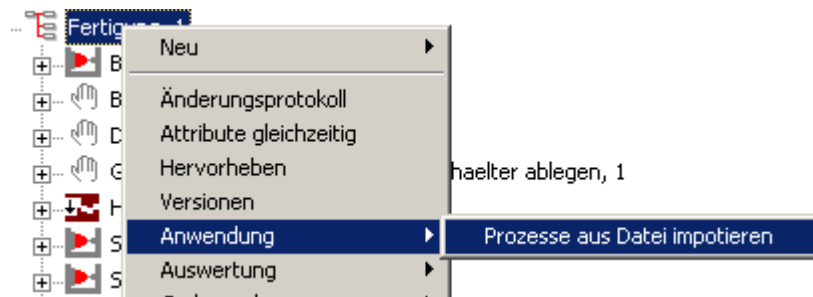 Fertigung, 1
Neu
B
B
Änderungsprotokoll
D
Attribute gleichzeitig
G
Hervorheben
haelter ablegen, 1
H
Versionen
S
Anwendung
Prozesse aus Datei impotieren
S
Auswertung